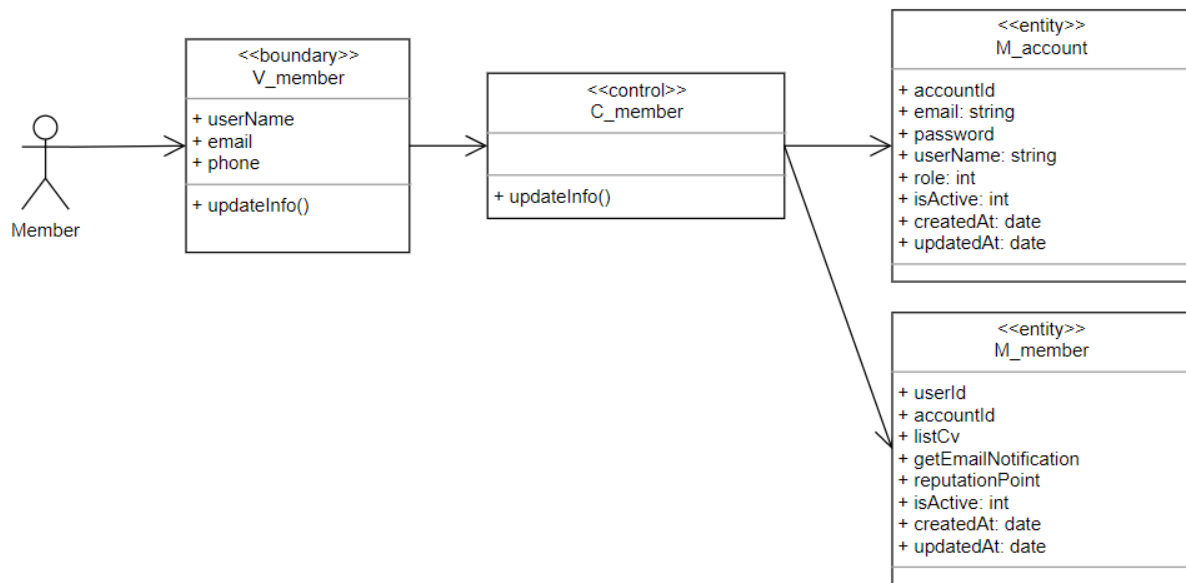 Member
<<boundary>>
V_member
+ userName
+ email
+ phone
+ updateInfo()
<<control>>
C_member
+ updateInfo()
<<entity>>
M_account
+ accountId
+ email: string
+ password
+ userName: string
+ role: int
+ isActive: int
+ createdAt: date
+ updatedAt: date
<<entity>>
M_member
+ userId
+ accountId
+ listCv
+ getEmailNotification
+ reputationPoint
+ isActive: int
+ createdAt: date
+ updatedAt: date